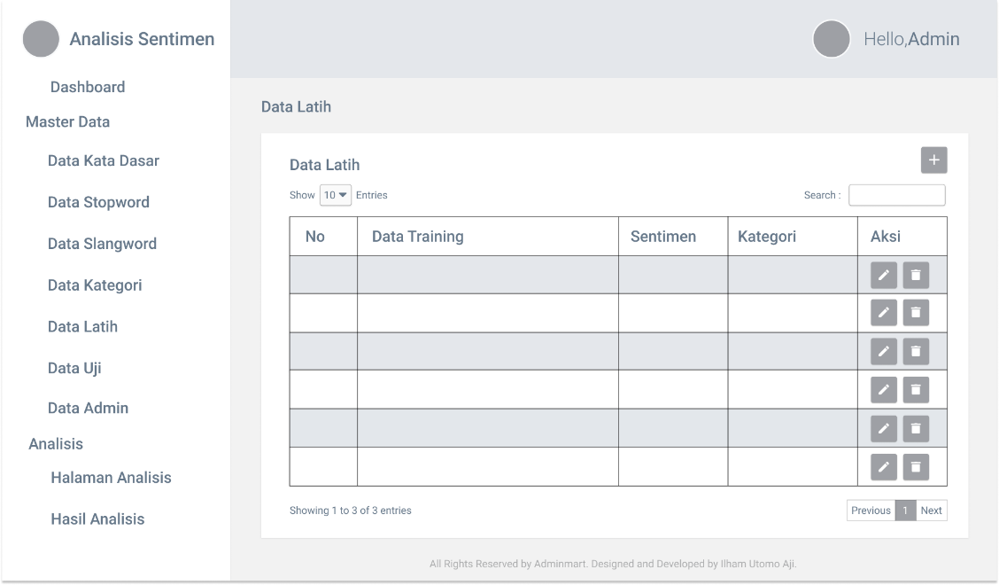 Analisis Sentimen
Hello,Admin
Dashboard
Master Data
Data Kata Dasar
Data Stopword
Data Slangword
Data Kategori
Data Latih
Data Uji
Data Admin
Analisis
Halaman Analisis
Hasil Analisis
Data Latih
Data Latih
+
Show 10 Entries
Search :
No Data Training Sentimen Kategori Aksi
Showing 1 to 3 of 3 entries
Previous 1 Next
All Rights Reserved by Adminmart. Designed and Developed by Ilham Utomo Aji.